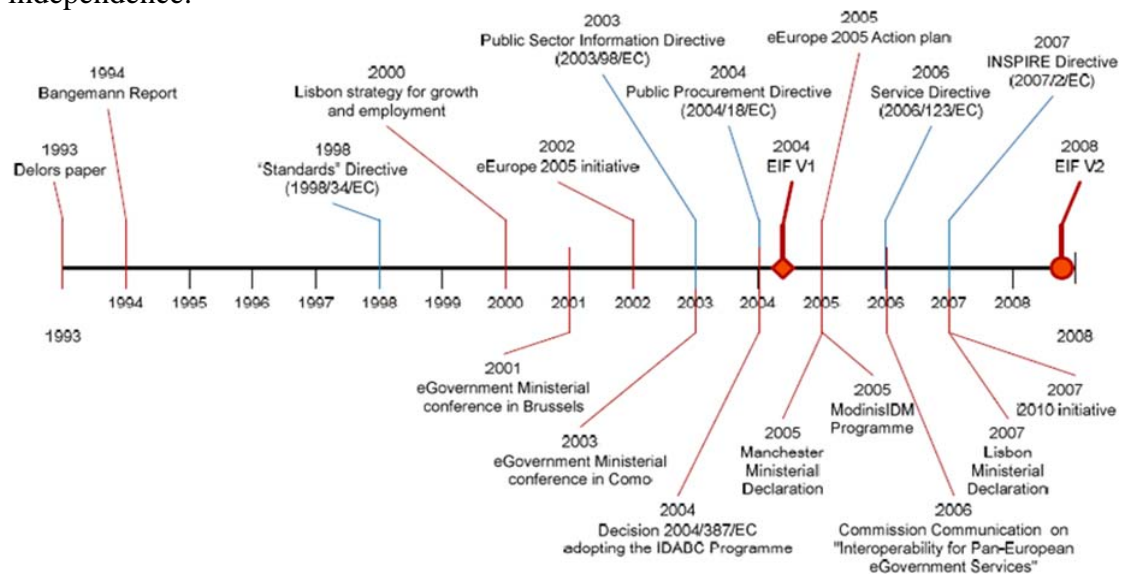 independence.
2003
Public Sector Information Directive
(2003/98/EC)
2005
eEurope 2005 Action plan
2007
INSPIRE Directive
(2007/2/EC)
1994
Bangemann Report
2000
Lisbon strategy for growth
and employment
2004
Public Procurement Directive
(2004/18/EC)
2006
Service Directive
(2006/123/EC)
1993
Delors paper
1998
"Standards" Directive
(1998/34/EC)
2002
eEurope 2005 initiative
2004
EIF V1
2008
EIF V2
1994 1995 1996 1997 1998 1999 2000 2001 2002 2003 2004 2005 2006 2007 2008
1993
2008
2001
eGovernment Ministerial
conference in Brussels
2003
eGovernment Ministerial
conference in Como
2004
Decision 2004/387/EC
adopting the IDABC Programme
2005
Manchester
Ministerial
Declaration
2005
ModinisIDM
Programme
2006
Commission Communication on
"Interoperability for Pan-European
eGovernment Services"
2007
Lisbon
Ministerial
Declaration
2007
i2010 initiative